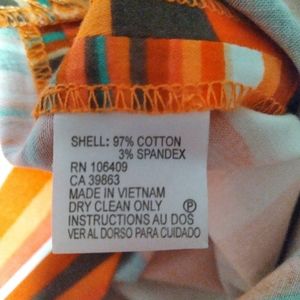 SHELL: 97% COTTON
3% SPANDEX
RN 106409
CA 39863
MADE IN VIETNAM
DRY CLEAN ONLY Ⓟ
INSTRUCTIONS AU DOS
VER AL DORSO PARA CUIDADO